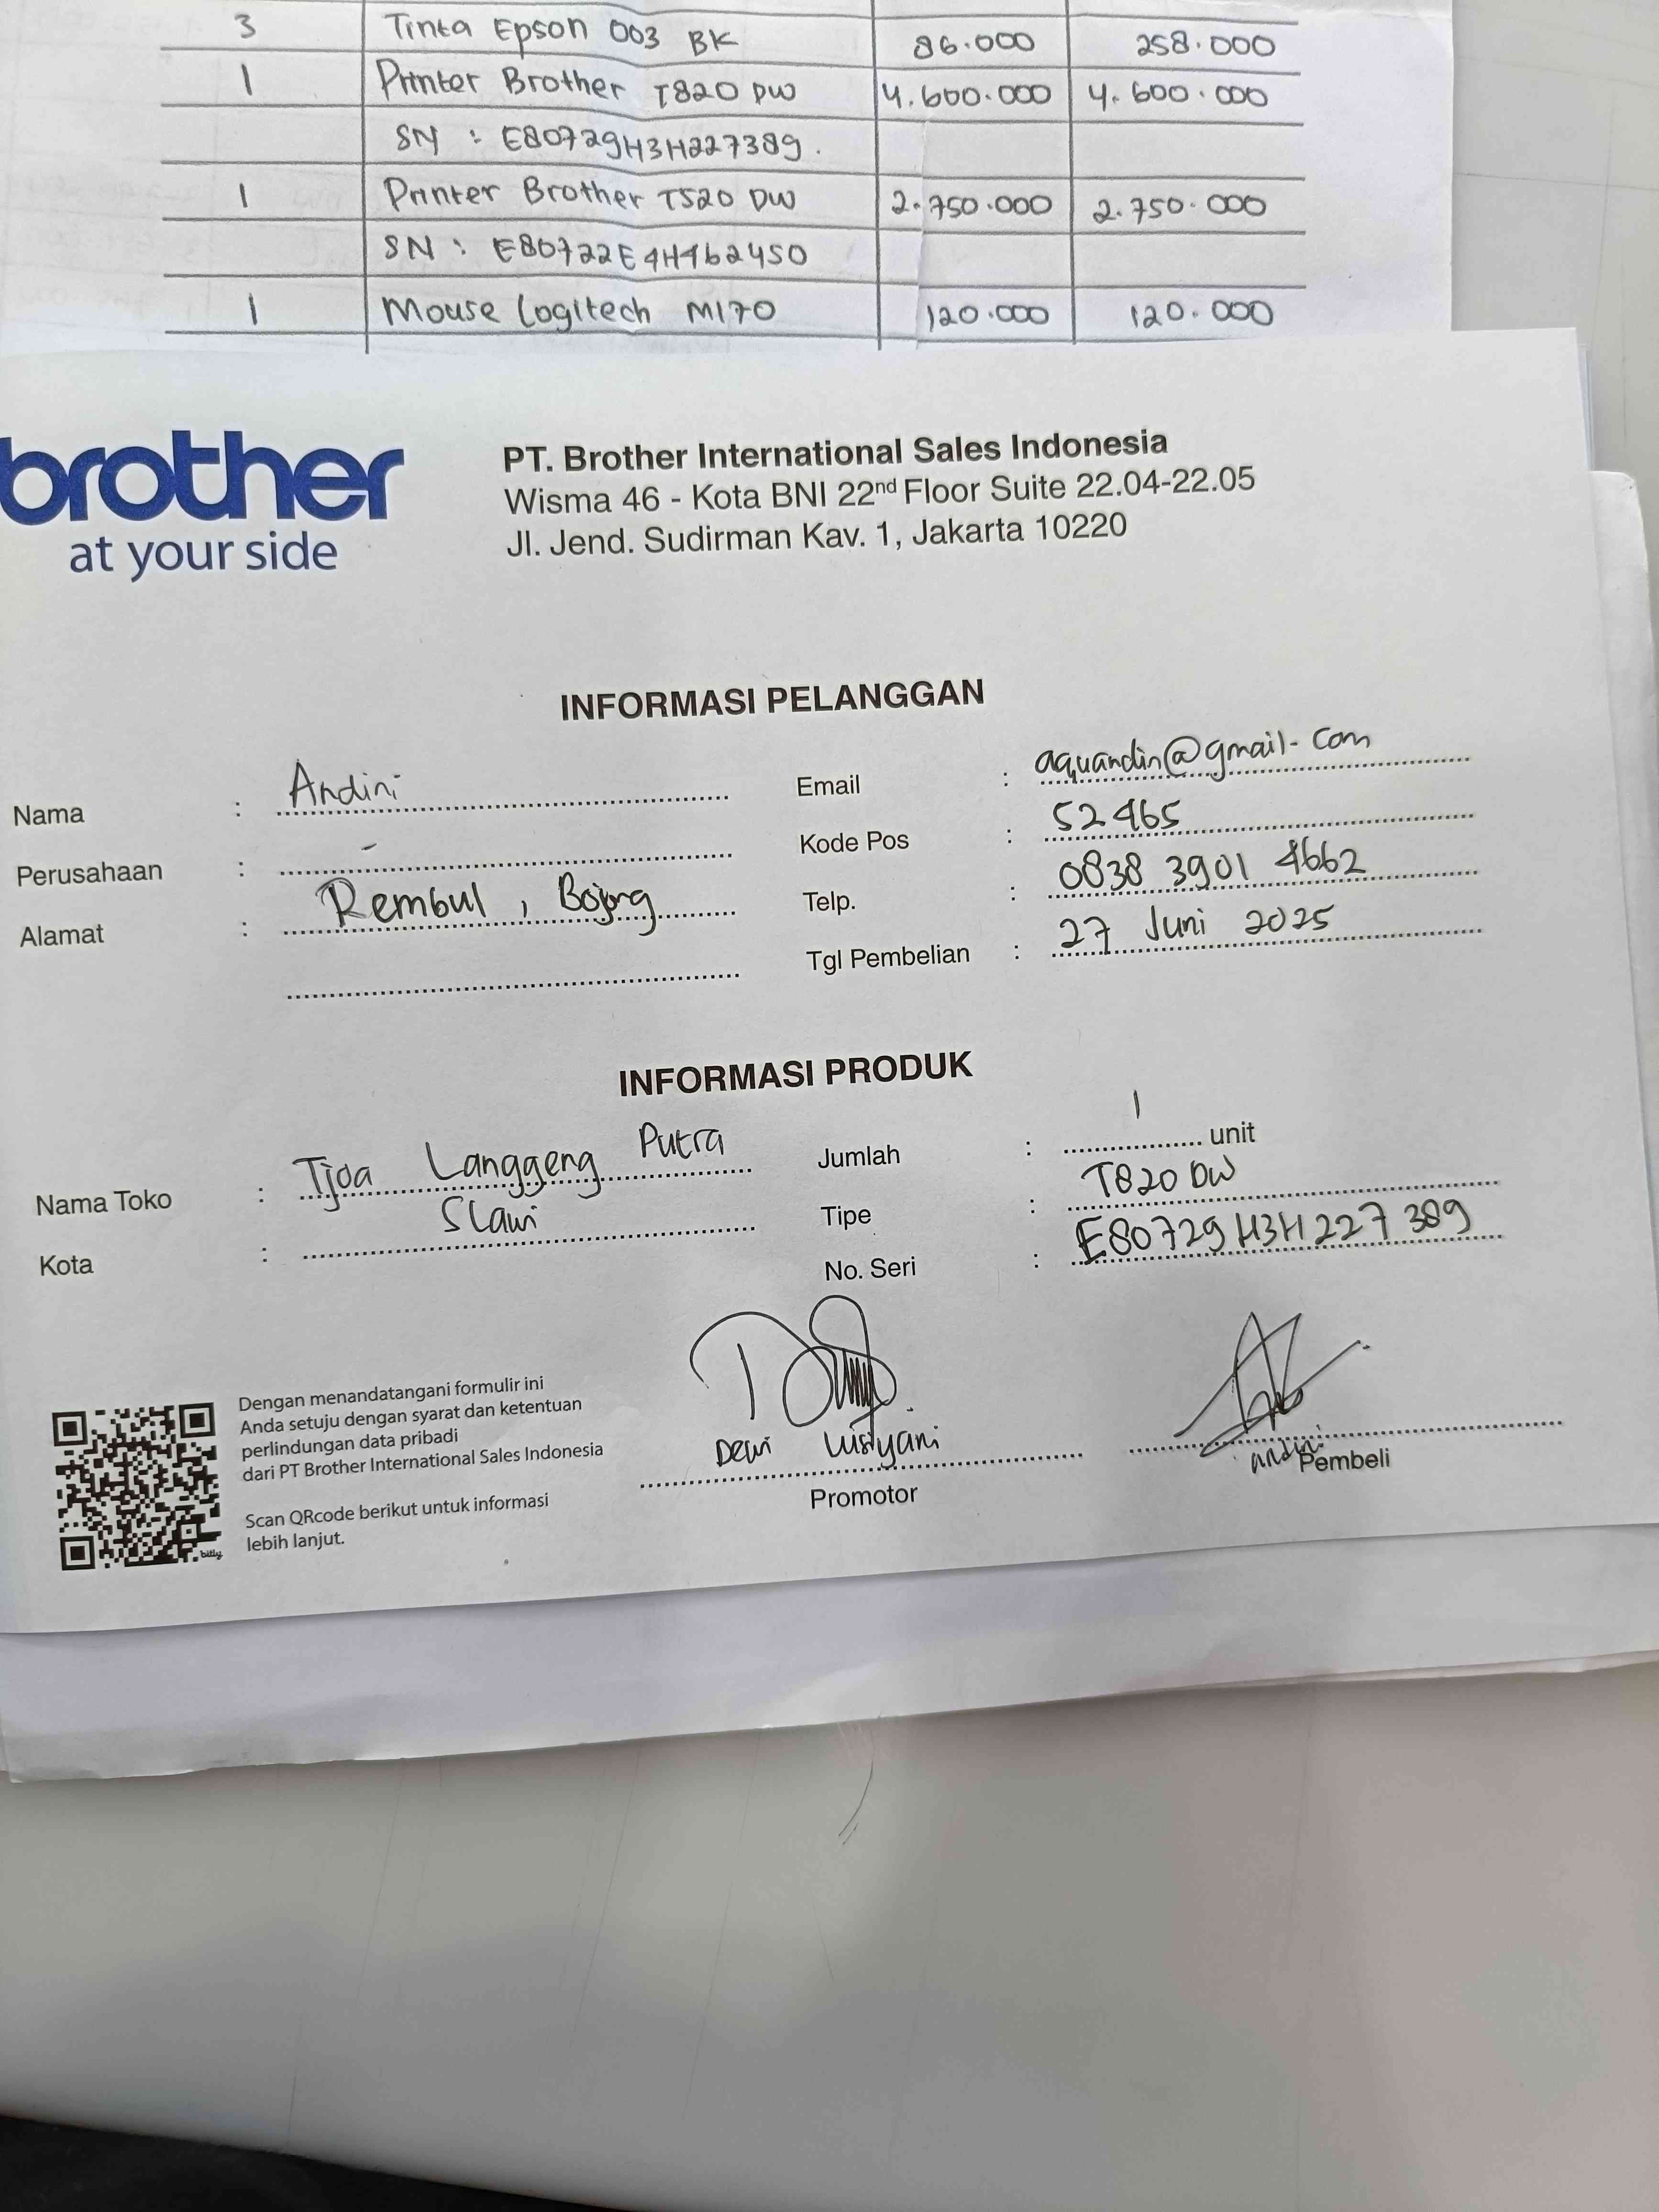 3 Tinta Epson 003 BK 86.000 258.000
1 Printer Brother T820 DW 4.600.000 4.600.000
SN : E80729H3H227389.
1 Printer Brother T520 DW 2.750.000 2.750.000
SN : E80722E4H462450
1 Mouse Logitech M170 120.000 120.000
brother
at your side
PT. Brother International Sales Indonesia
Wisma 46 - Kota BNI 22nd Floor Suite 22.04-22.05
Jl. Jend. Sudirman Kav. 1, Jakarta 10220
INFORMASI PELANGGAN
Nama : Andini
Perusahaan : -
Alamat : Rembul, Bojong
Email : aquandin@gmail.com
Kode Pos : 52465
Telp. : 0838 3901 4662
Tgl Pembelian : 27 Juni 2025
INFORMASI PRODUK
Nama Toko : Tjoa Langgeng Putra
Kota : Slawi
Jumlah : 1 unit
Tipe : T820 DW
No. Seri : E80729H3H227389
Dengan menandatangani formulir ini
Anda setuju dengan syarat dan ketentuan
perlindungan data pribadi
dari PT Brother International Sales Indonesia
Scan QRcode berikut untuk informasi
lebih lanjut.
bitly
Dewi Lusiyani
Promotor
andini
Pembeli